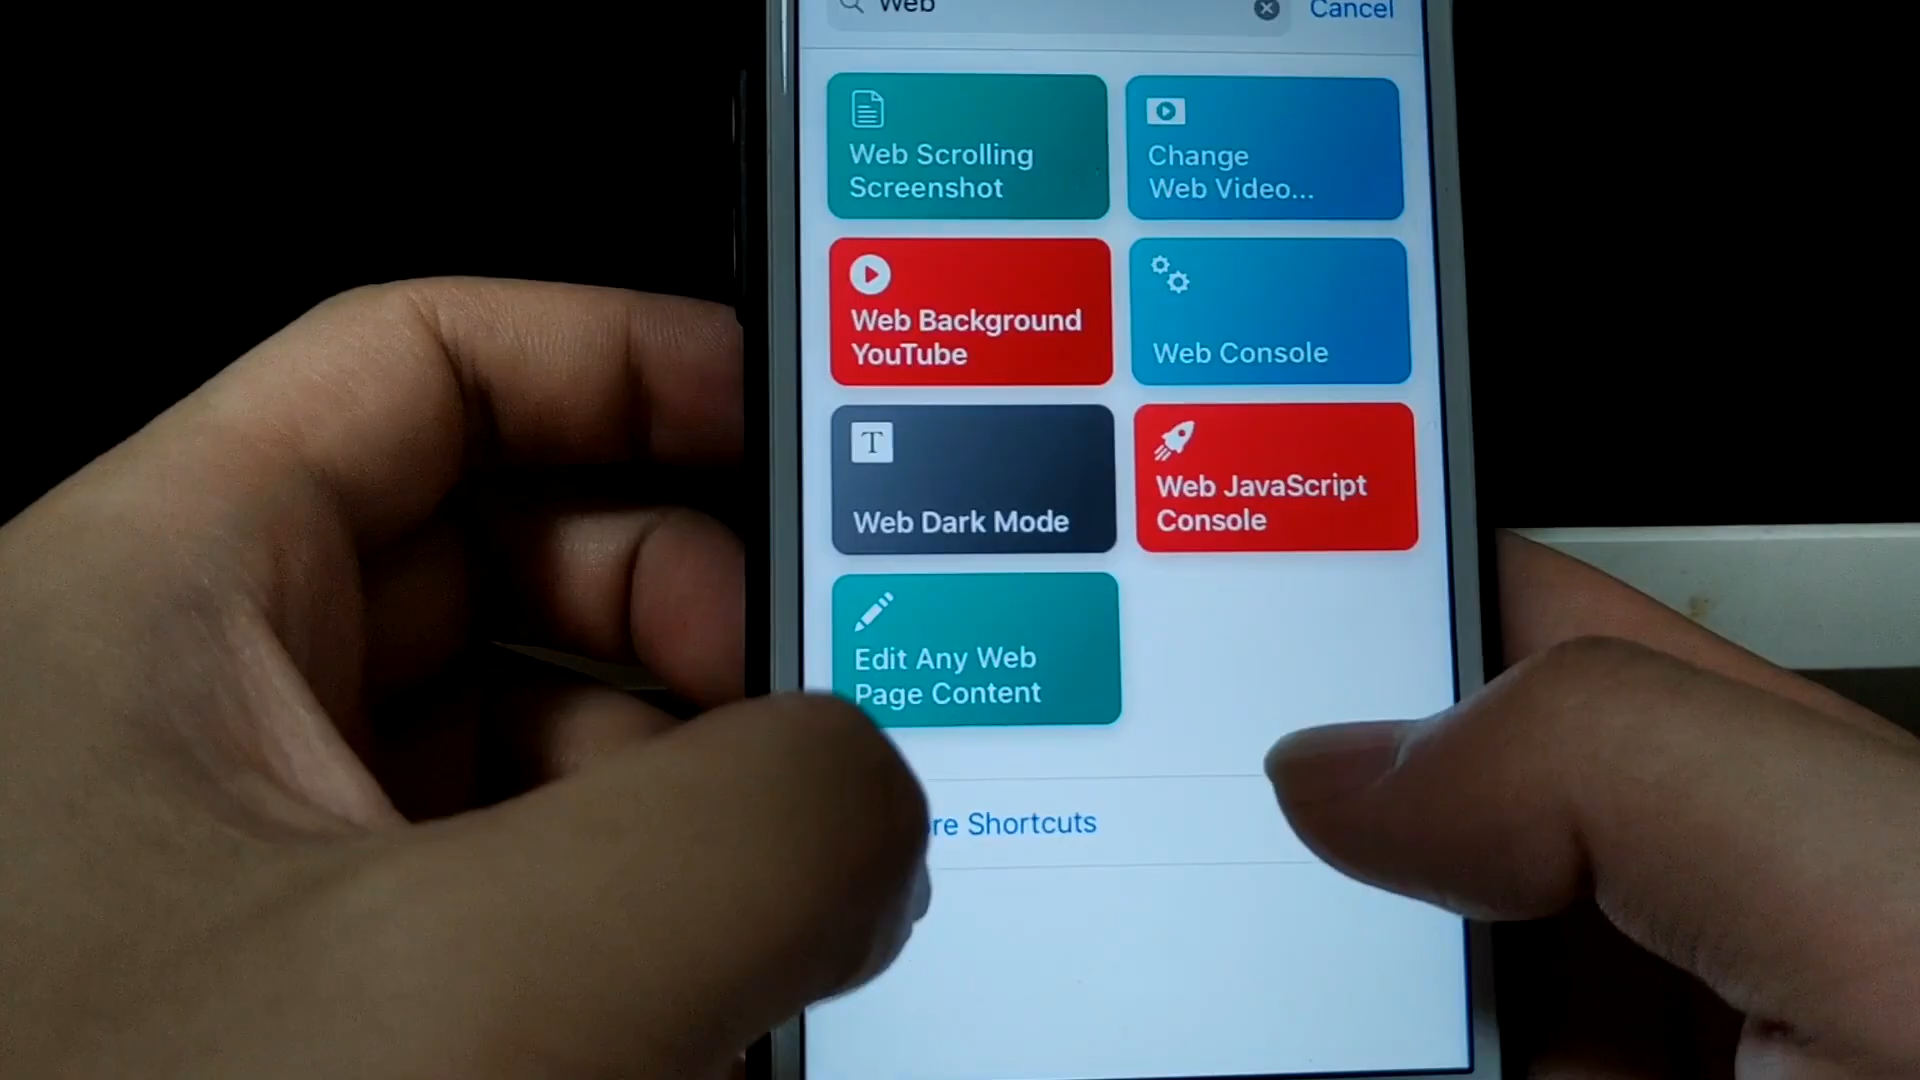 Web
Cancel
Web Scrolling
Screenshot
Change
Web Video...
Web Background
YouTube
Web Console
T
Web Dark Mode
Web JavaScript
Console
Edit Any Web
Page Content
Shortcuts